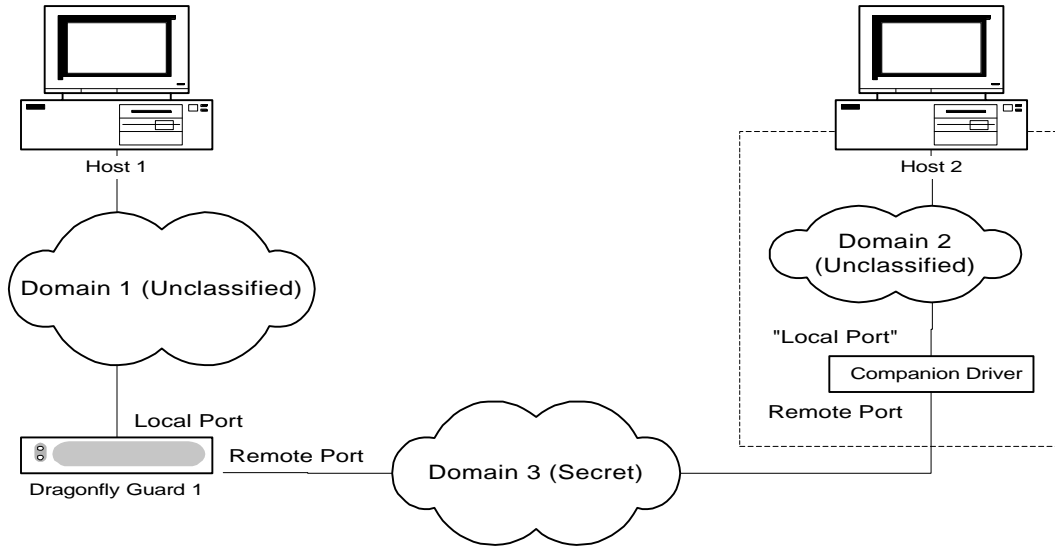 Host 1
Host 2
Domain 1 (Unclassified)
Domain 2
(Unclassified)
"Local Port"
Companion Driver
Remote Port
Local Port
Remote Port
Dragonfly Guard 1
Domain 3 (Secret)